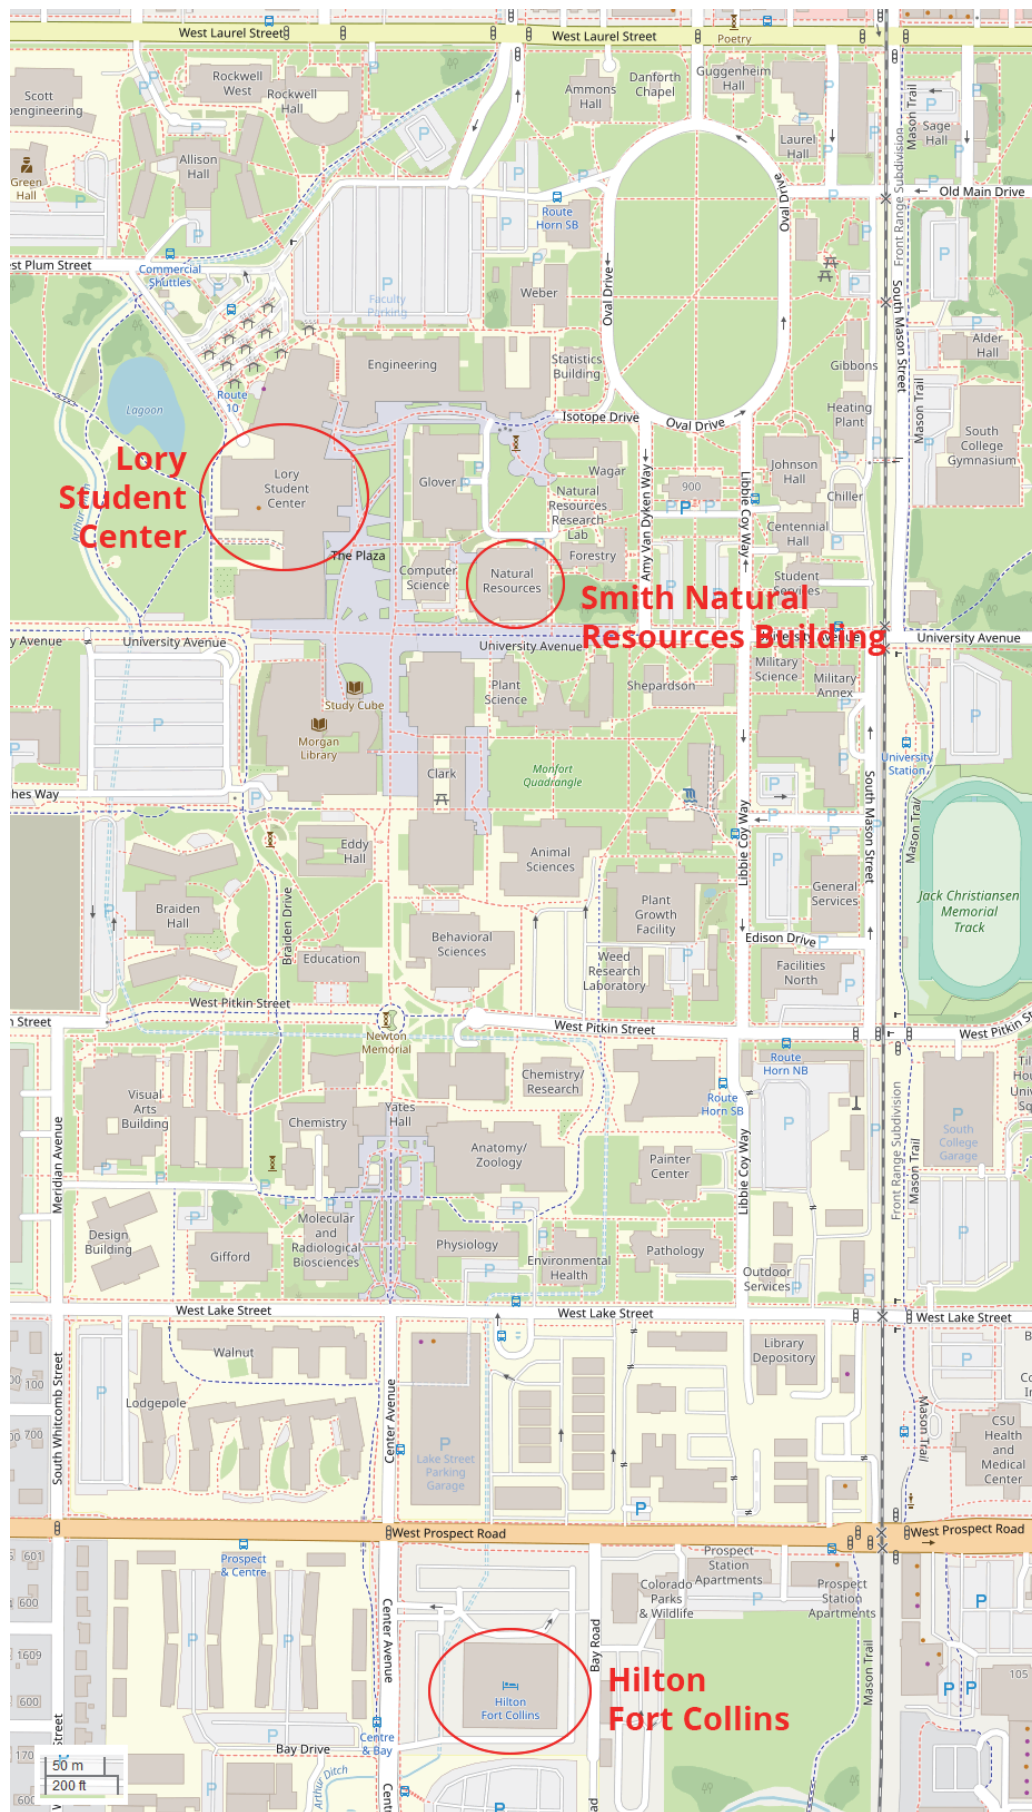 West Laurel Street
West Laurel Street
Poetry
Rockwell
West
Rockwell
Hall
Scott
Danforth
Chapel
Guggenheim
Hall
Ammons
Hall
Laurel
Hall
Sage
Hall
Mason Trail
Allison
Hall
Green
Hall
Old Main Drive
Oval Drive
Front Range Subdivision
Route
Horn SB
est Plum Street
Commercial
Shuttles
Faculty
Parking
Weber
Oval Drive
South Mason Street
Engineering
Statistics
Building
Gibbons
Alder
Hall
Route
10
Lagoon
Isotope Drive
Oval Drive
Heating
Plant
Mason Trail
South
College
Gymnasium
Lory
Student
Center
Lory
Student
Center
Glover
Wagar
Natural
Resources
Research
Lab
900
Johnson
Hall
Chiller
Amy Van Dyken Way
Libbie Coy Way
Centennial
Hall
The Plaza
Computer
Science
Natural
Resources
Forestry
Student
Services
Smith Natural
Resources Building
y Avenue
University Avenue
University Avenue
University Avenue
University Avenue
Plant
Science
Shepardson
Military
Science
Military
Annex
Study Cube
Morgan
Library
Clark
Monfort
Quadrangle
University
Station
hes Way
South Mason Street
Mason Trail
Libbie Coy Way
Eddy
Hall
Animal
Sciences
General
Services
Jack Christiansen
Memorial
Track
Braiden
Hall
Braiden Drive
Plant
Growth
Facility
Behavioral
Sciences
Education
Weed
Research
Laboratory
Edison Drive
Facilities
North
West Pitkin Street
n Street
Newton
Memorial
West Pitkin Street
West Pitkin St
Route
Horn NB
Chemistry/
Research
Route
Horn SB
Visual
Arts
Building
Chemistry
Yates
Hall
Anatomy/
Zoology
Painter
Center
South
College
Garage
Meridian Avenue
Libbie Coy Way
Front Range Subdivision
Mason Trail
Design
Building
Gifford
Molecular
and
Radiological
Biosciences
Physiology
Environmental
Health
Pathology
Outdoor
Services
West Lake Street
West Lake Street
West Lake Street
Walnut
Library
Depository
Lodgepole
South Whitcomb Street
100
700
Center Avenue
Lake Street
Parking
Garage
Mason Trail
CSU
Health
and
Medical
Center
West Prospect Road
West Prospect Road
Prospect
& Centre
601
600
1609
600
Prospect
Station
Apartments
Colorado
Parks
& Wildlife
Prospect
Station
Apartments
Center Avenue
Bay Road
Mason Trail
Hilton
Fort Collins
Hilton
Fort Collins
105
Centre
& Bay
Bay Drive
Arthur Ditch
50 m
200 ft